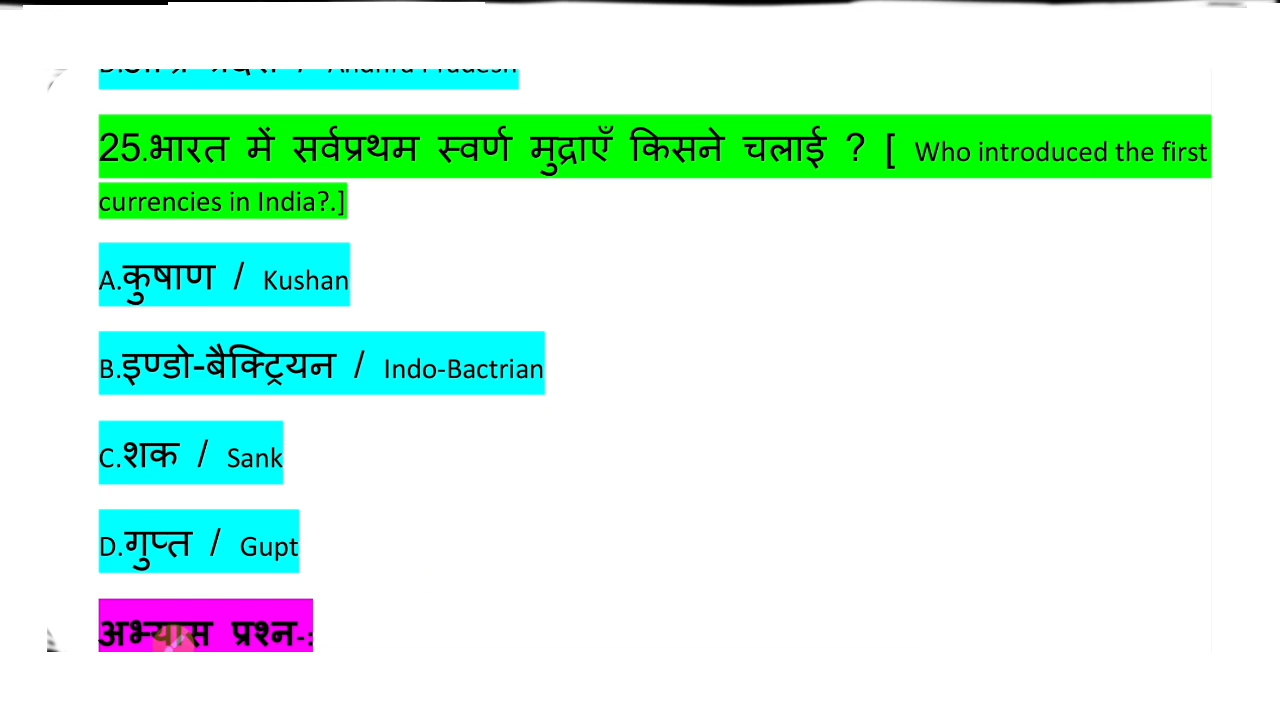 25.भारत में सर्वप्रथम स्वर्ण मुद्राएँ किसने चलाई ? [ Who introduced the first
currencies in India?.]
A.कुषाण / Kushan
B.इण्डो-बैक्ट्रियन / Indo-Bactrian
C.शक / Sank
D.गुप्त / Gupt
अभ्यास प्रश्न-: